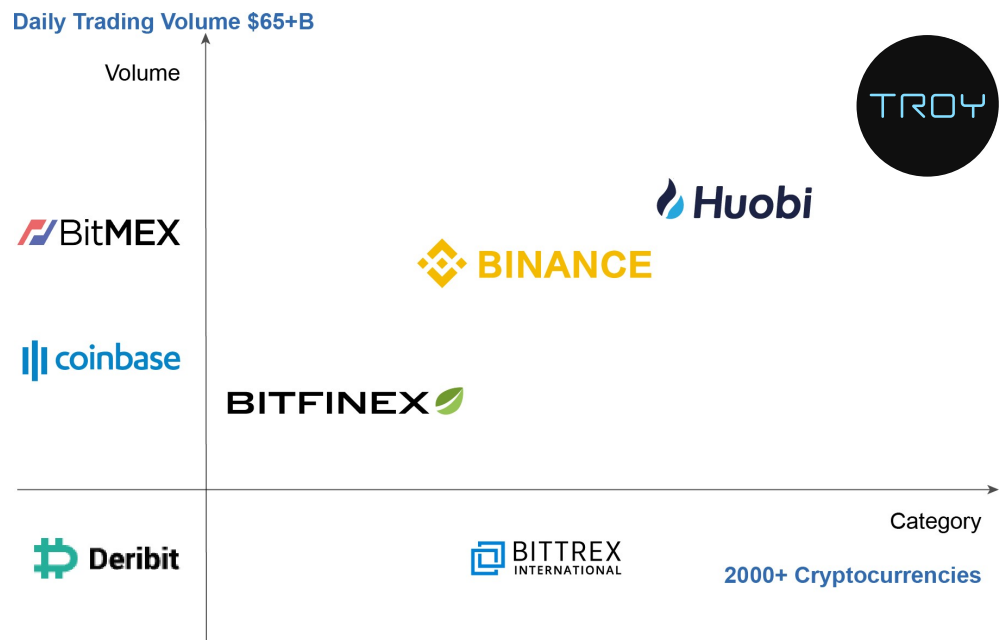 Daily Trading Volume $65+B
Volume
TROY
Huobi
BitMEX
BINANCE
coinbase
BITFINEX
Category
Deribit
BITTREX
INTERNATIONAL
2000+ Cryptocurrencies